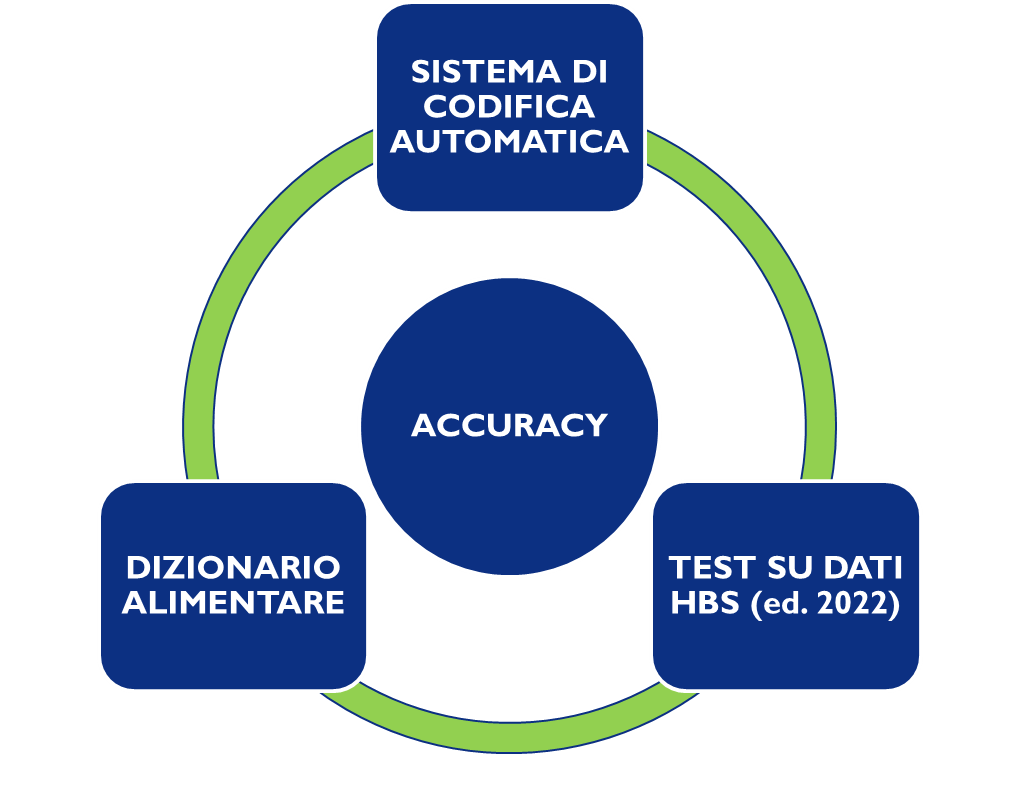 SISTEMA DI
CODIFICA
AUTOMATICA
ACCURACY
DIZIONARIO
ALIMENTARE
TEST SU DATI
HBS (ed. 2022)